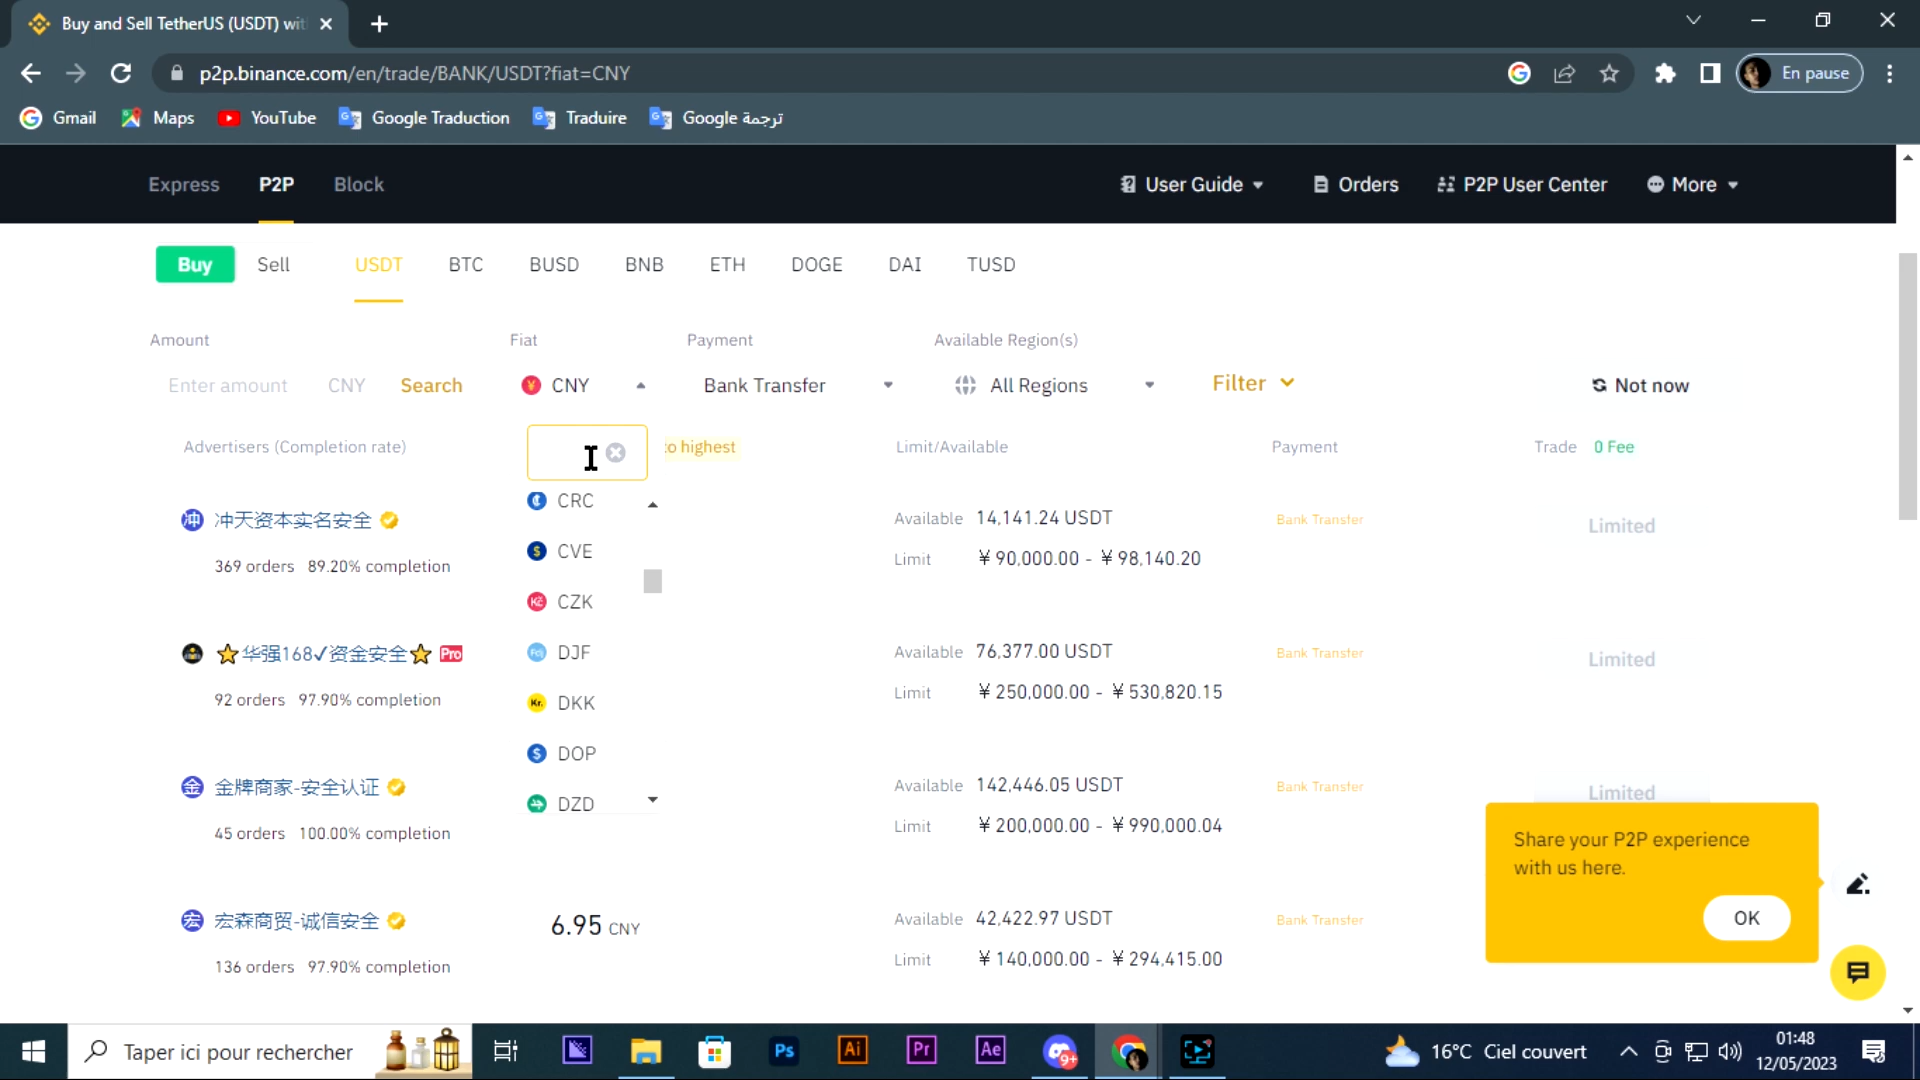 Buy and Sell TetherUS (USDT) wit
p2p.binance.com/en/trade/BANK/USDT?fiat=CNY
En pause
Gmail Maps YouTube Google Traduction Traduire Google ترجمة
Express P2P Block User Guide Orders P2P User Center More
Buy Sell USDT BTC BUSD BNB ETH DOGE DAI TUSD
Amount Fiat Payment Available Region(s)
Enter amount CNY Search CNY Bank Transfer All Regions Filter Not now
Advertisers (Completion rate) to highest Limit/Available Payment Trade 0 Fee
冲 冲天资本实名安全 CRC Available 14,141.24 USDT Bank Transfer Limited
369 orders 89.20% completion CVE Limit ¥ 90,000.00 - ¥ 98,140.20
CZK
⭐华强168✓资金安全⭐ Pro DJF Available 76,377.00 USDT Bank Transfer Limited
92 orders 97.90% completion DKK Limit ¥ 250,000.00 - ¥ 530,820.15
DOP
金 金牌商家-安全认证 DZD Available 142,446.05 USDT Bank Transfer Limited
45 orders 100.00% completion Limit ¥ 200,000.00 - ¥ 990,000.04
Share your P2P experience
with us here.
OK
宏 宏森商贸-诚信安全 6.95 CNY Available 42,422.97 USDT Bank Transfer
136 orders 97.90% completion Limit ¥ 140,000.00 - ¥ 294,415.00
Taper ici pour rechercher Ps Ai Pr Ae 9+ 16°C Ciel couvert 01:48
12/05/2023